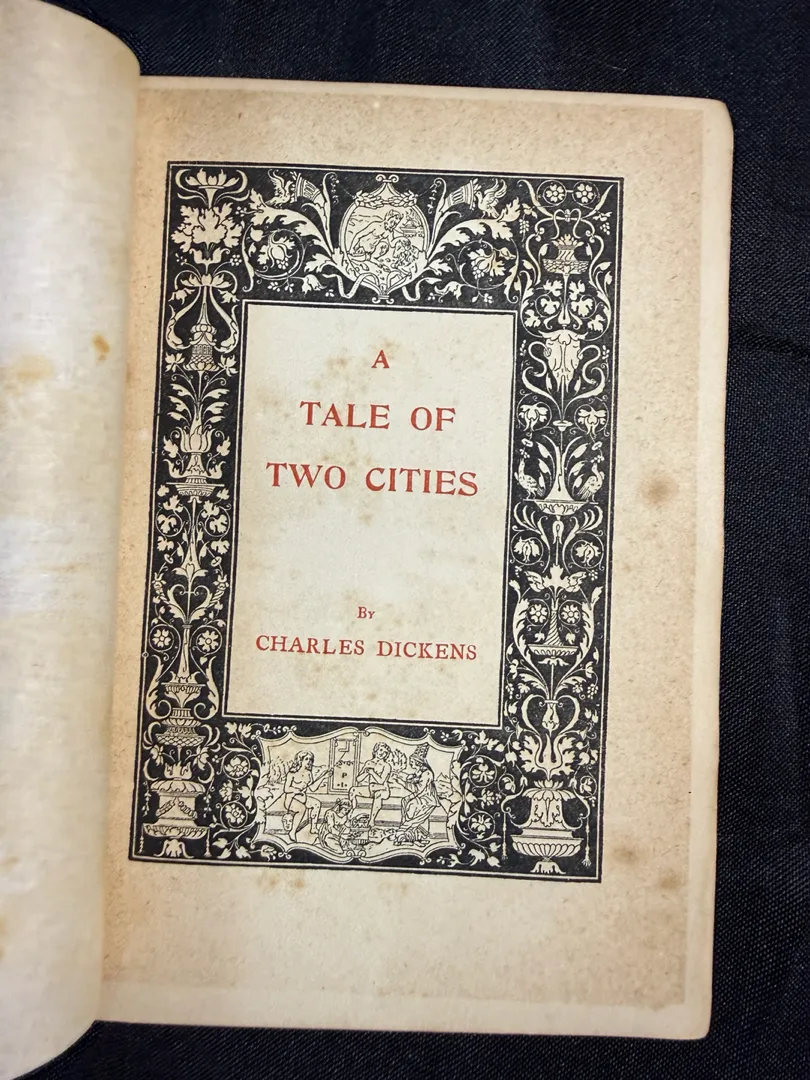 A
TALE OF
TWO CITIES
By
CHARLES DICKENS